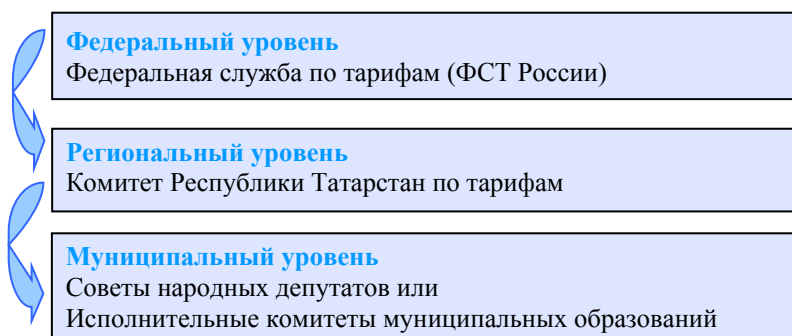 Федеральный уровень
Федеральная служба по тарифам (ФСТ России)
Региональный уровень
Комитет Республики Татарстан по тарифам
Муниципальный уровень
Советы народных депутатов или
Исполнительные комитеты муниципальных образований